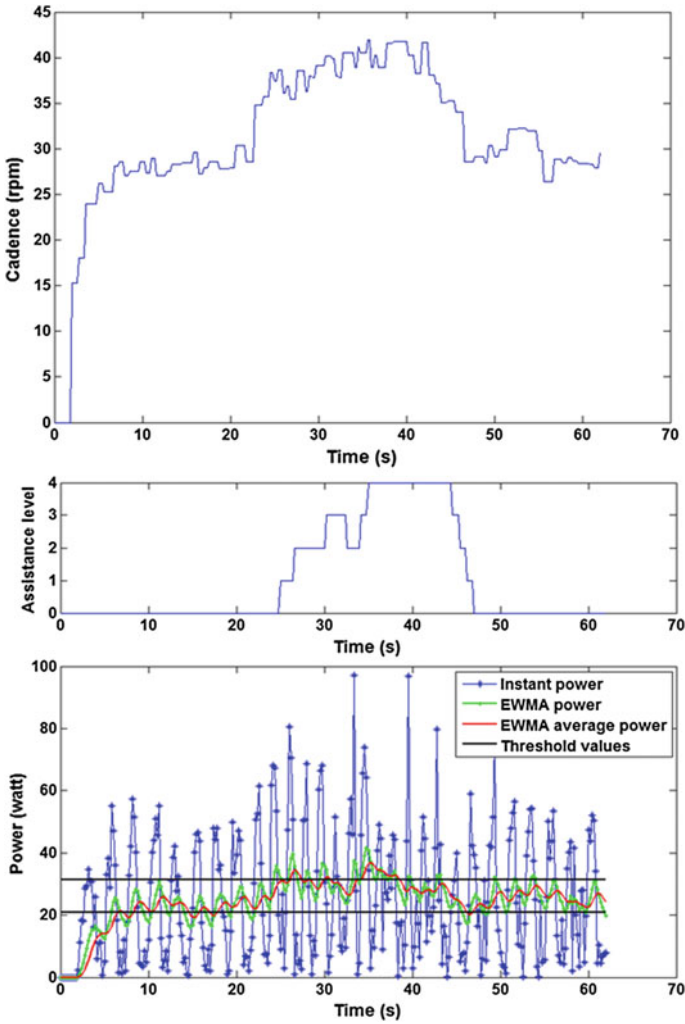 45
40
35
30
25
20
15
10
5
0
Cadence (rpm)
0 10 20 30 40 50 60 70
Time (s)
4
3
2
1
0
Assistance level
0 10 20 30 40 50 60 70
Time (s)
100
80
60
40
20
0
Power (watt)
Instant power
EWMA power
EWMA average power
Threshold values
0 10 20 30 40 50 60 70
Time (s)